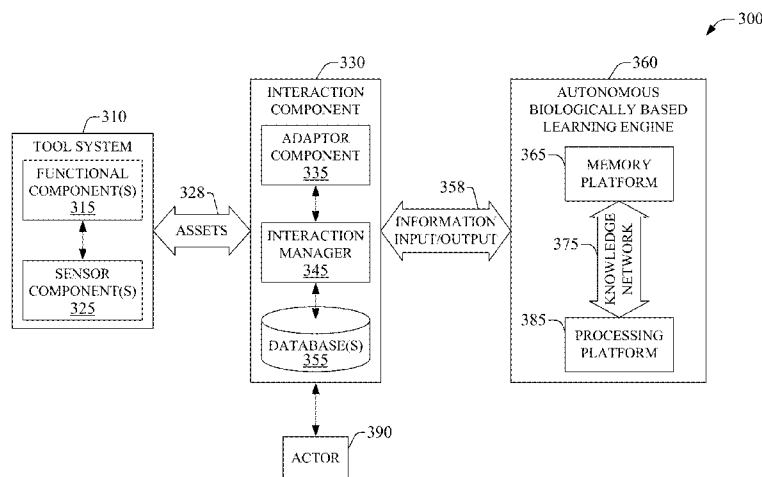 300
310
TOOL SYSTEM
FUNCTIONAL
COMPONENT(S)
315
SENSOR
COMPONENT(S)
325
328
ASSETS
330
INTERACTION
COMPONENT
ADAPTOR
COMPONENT
335
INTERACTION
MANAGER
345
DATABASE(S)
355
358
INFORMATION
INPUT/OUTPUT
360
AUTONOMOUS
BIOLOGICALLY BASED
LEARNING ENGINE
365
MEMORY
PLATFORM
375
KNOWLEDGE
NETWORK
385
PROCESSING
PLATFORM
390
ACTOR